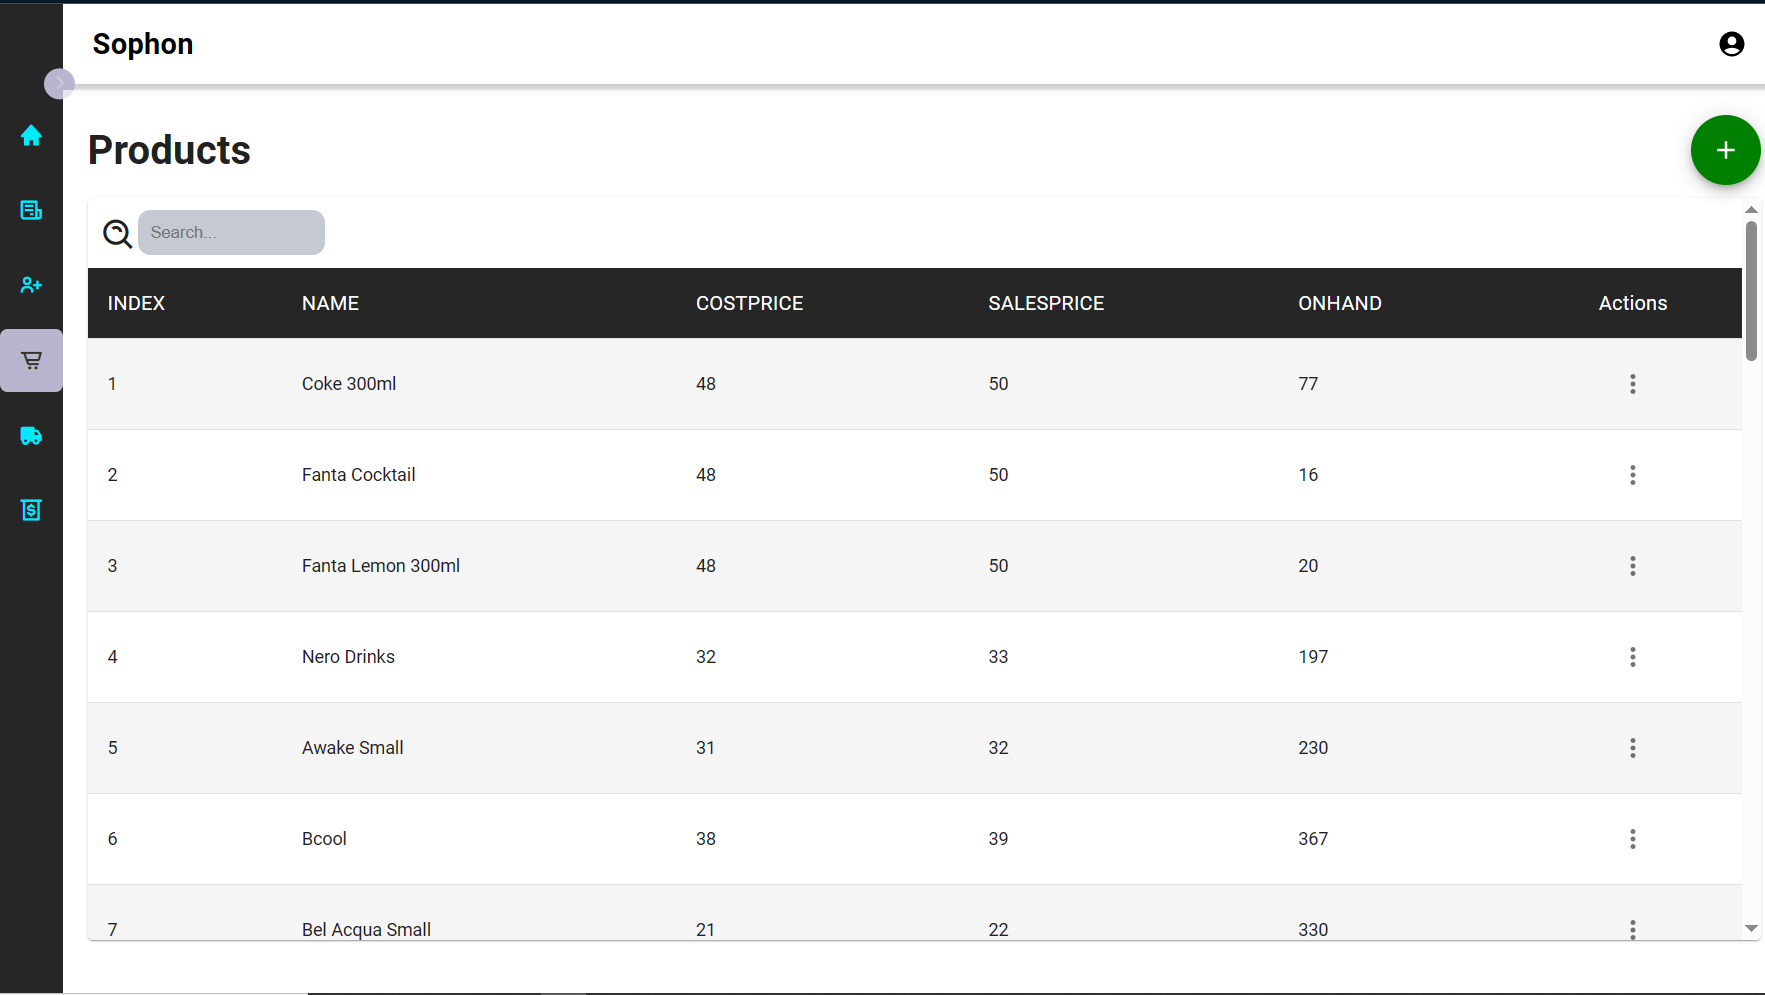 Sophon
Products
Search...
INDEX NAME COSTPRICE SALESPRICE ONHAND Actions
1 Coke 300ml 48 50 77
2 Fanta Cocktail 48 50 16
3 Fanta Lemon 300ml 48 50 20
4 Nero Drinks 32 33 197
5 Awake Small 31 32 230
6 Bcool 38 39 367
7 Bel Acqua Small 21 22 330